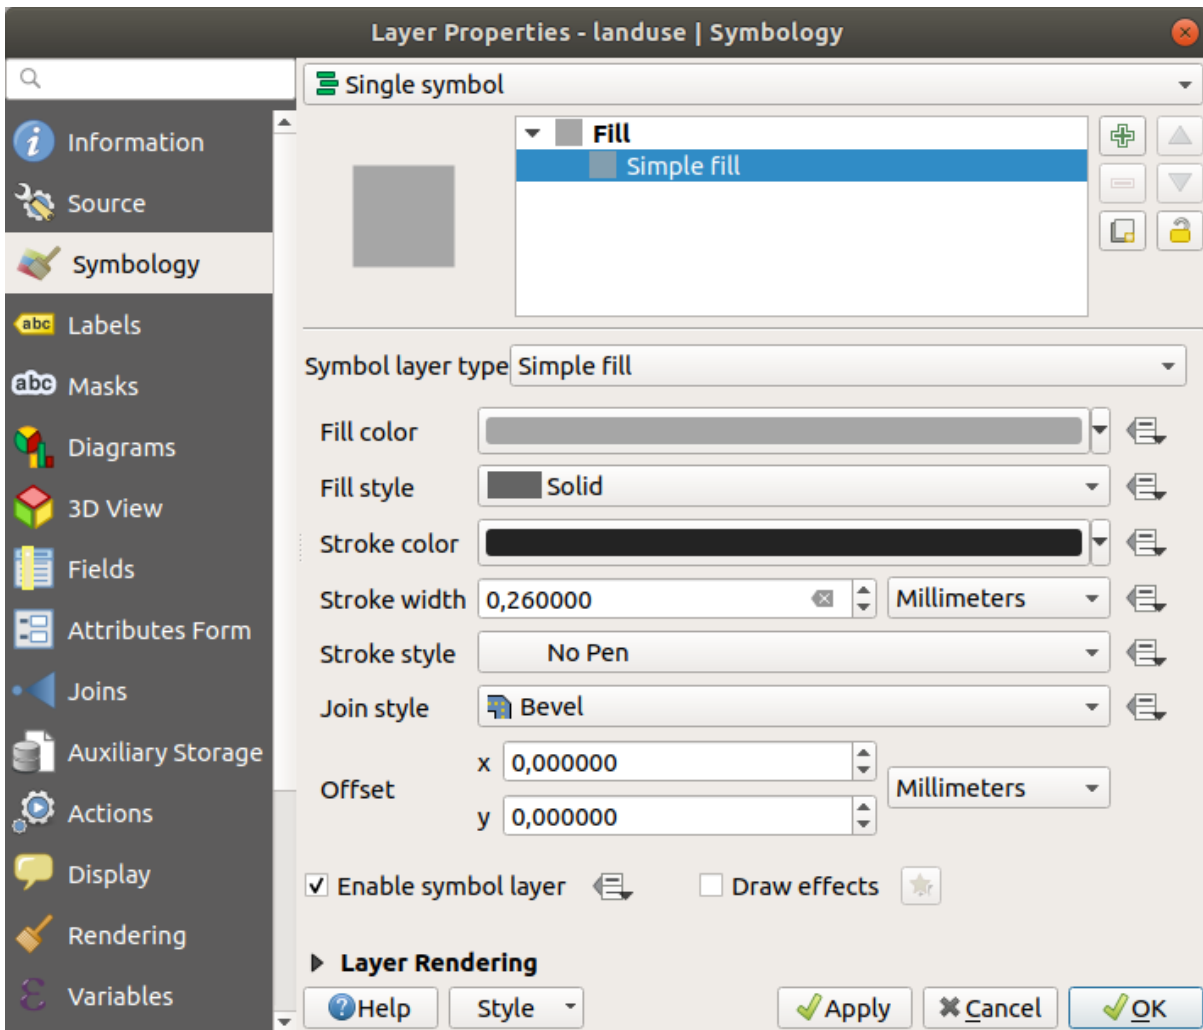 Layer Properties - landuse | Symbology
Single symbol
Information
Source
Symbology
Labels
Masks
Diagrams
3D View
Fields
Attributes Form
Joins
Auxiliary Storage
Actions
Display
Rendering
Variables
abc
abc
Fill
Simple fill
Symbol layer type Simple fill
Fill color
Fill style Solid
Stroke color
Stroke width 0,260000 Millimeters
Stroke style No Pen
Join style Bevel
Offset
x 0,000000
y 0,000000
Millimeters
Enable symbol layer Draw effects
Layer Rendering
Help Style Apply Cancel OK